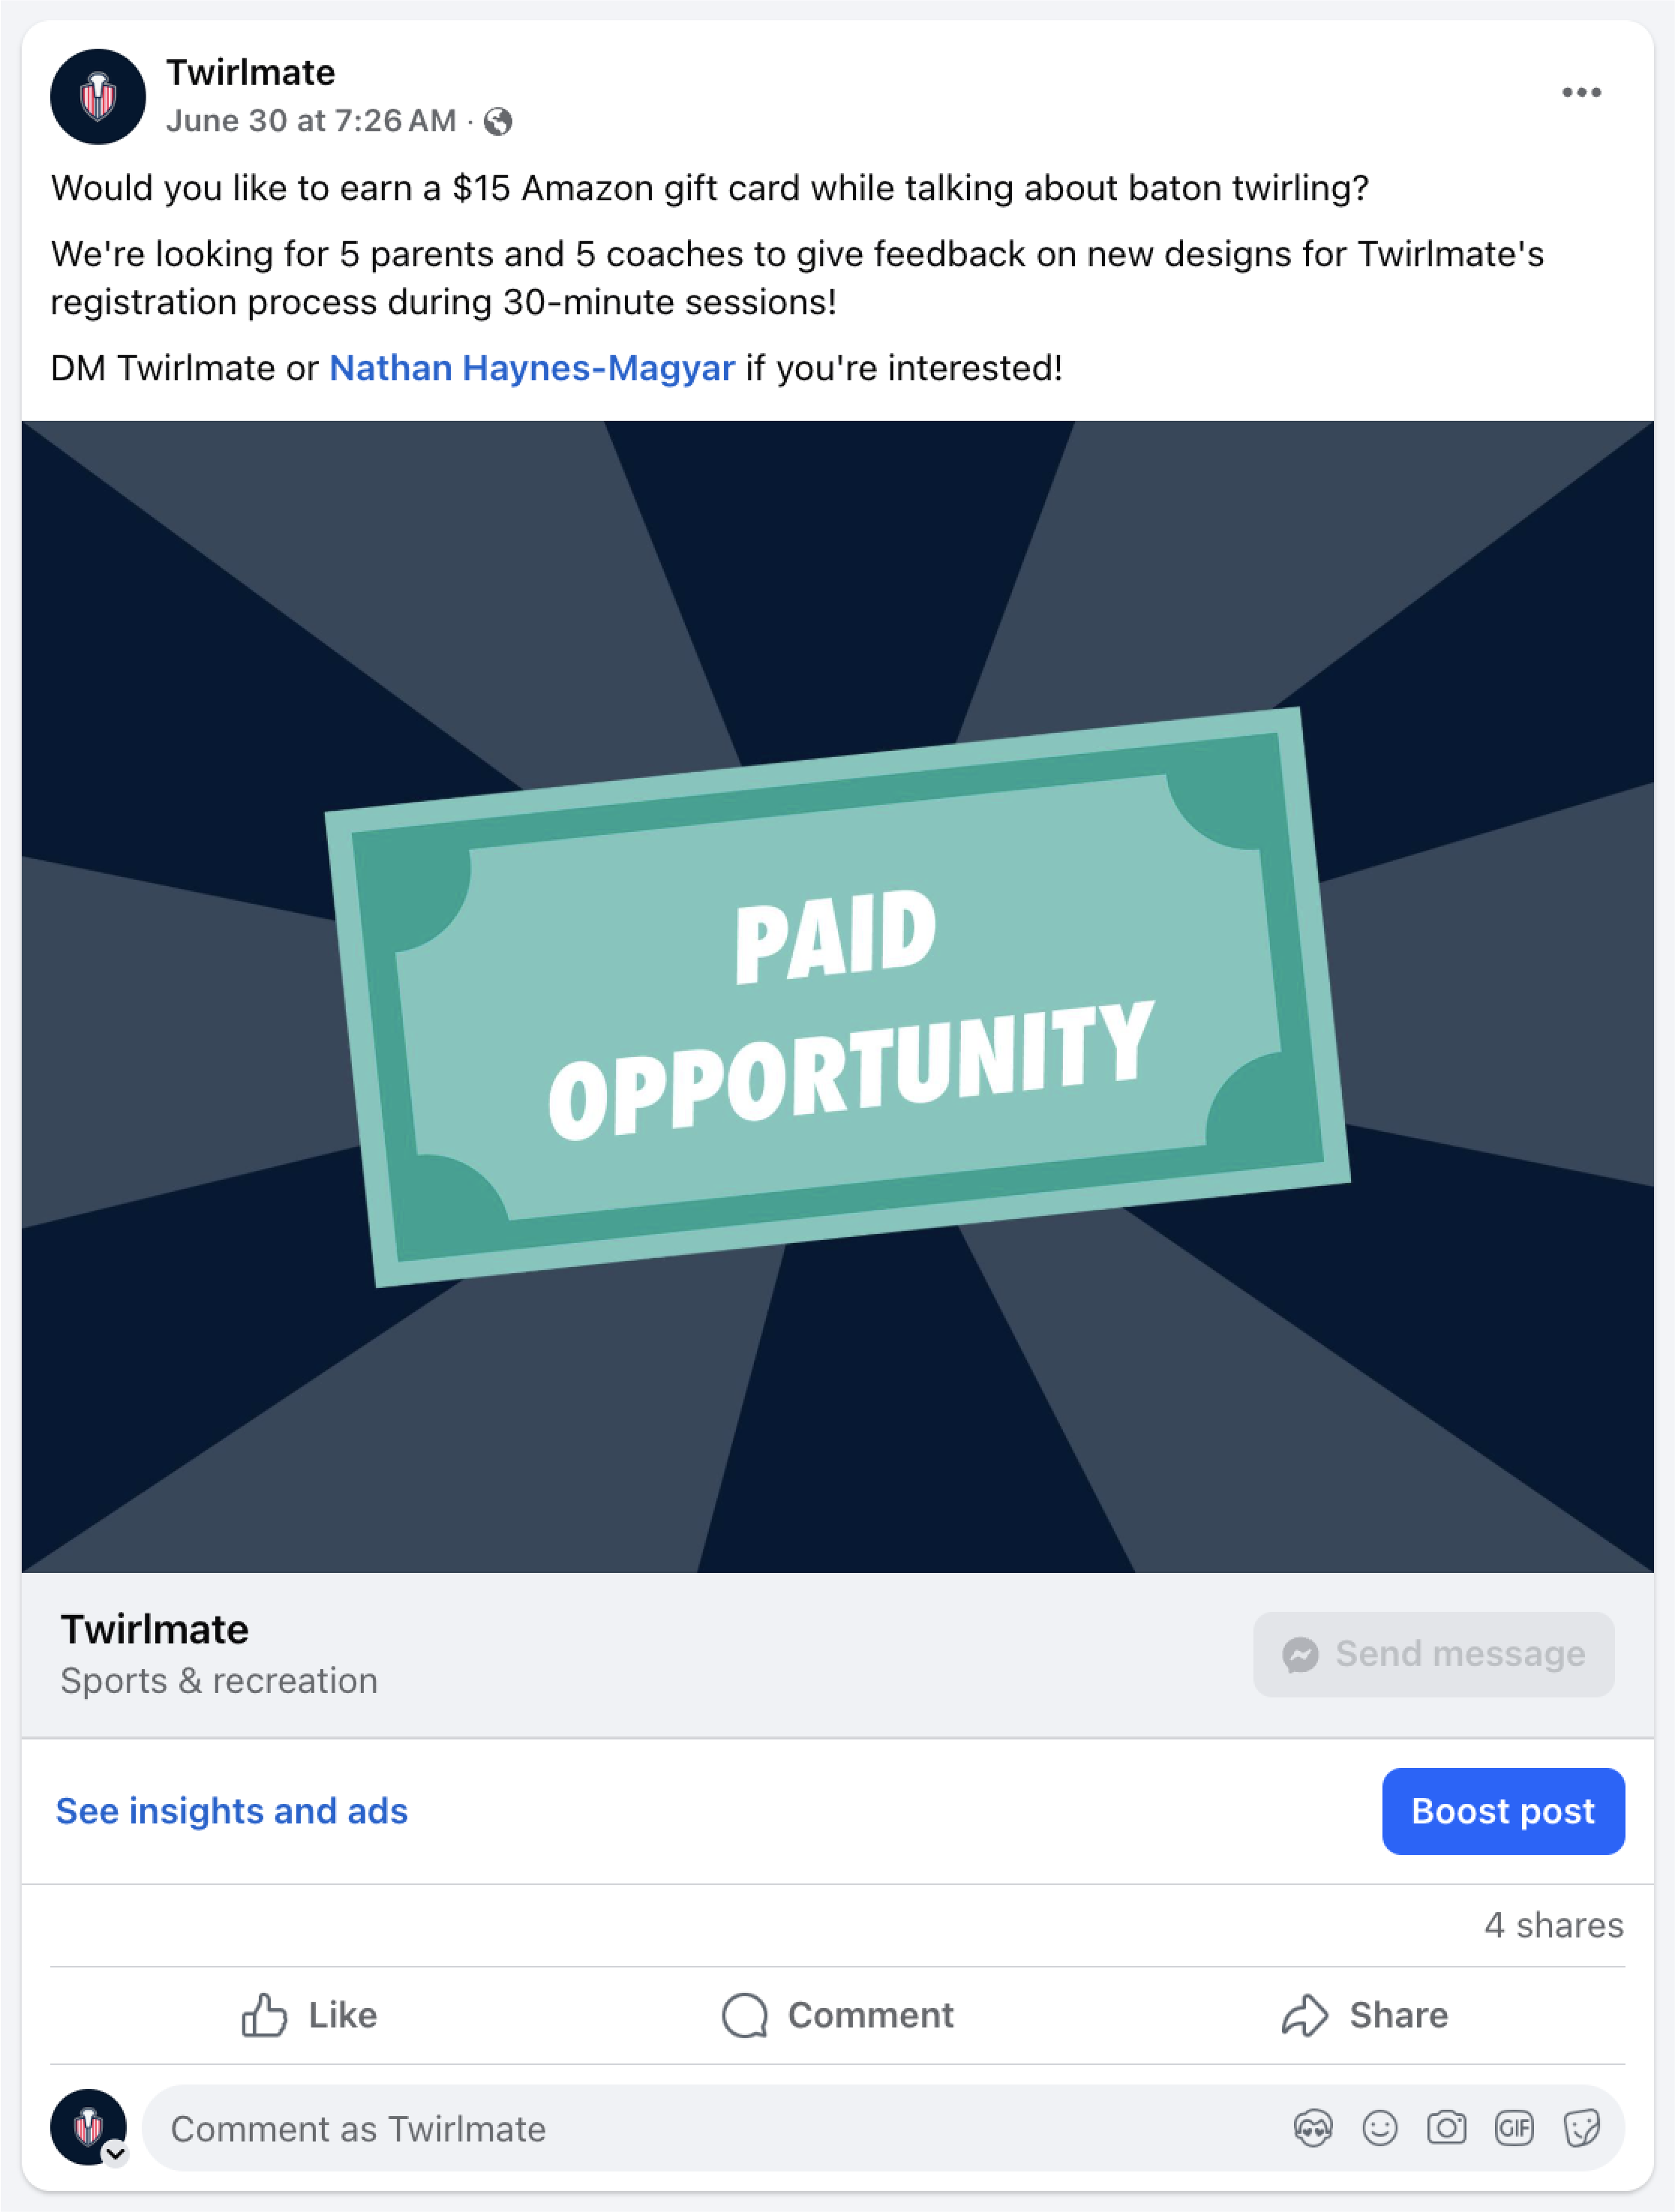 Twirlmate
June 30 at 7:26 AM ·
Would you like to earn a $15 Amazon gift card while talking about baton twirling?
We're looking for 5 parents and 5 coaches to give feedback on new designs for Twirlmate's
registration process during 30-minute sessions!
DM Twirlmate or Nathan Haynes-Magyar if you're interested!
PAID
OPPORTUNITY
Twirlmate
Sports & recreation
Send message
See insights and ads
Boost post
4 shares
Like
Comment
Share
Comment as Twirlmate
GIF